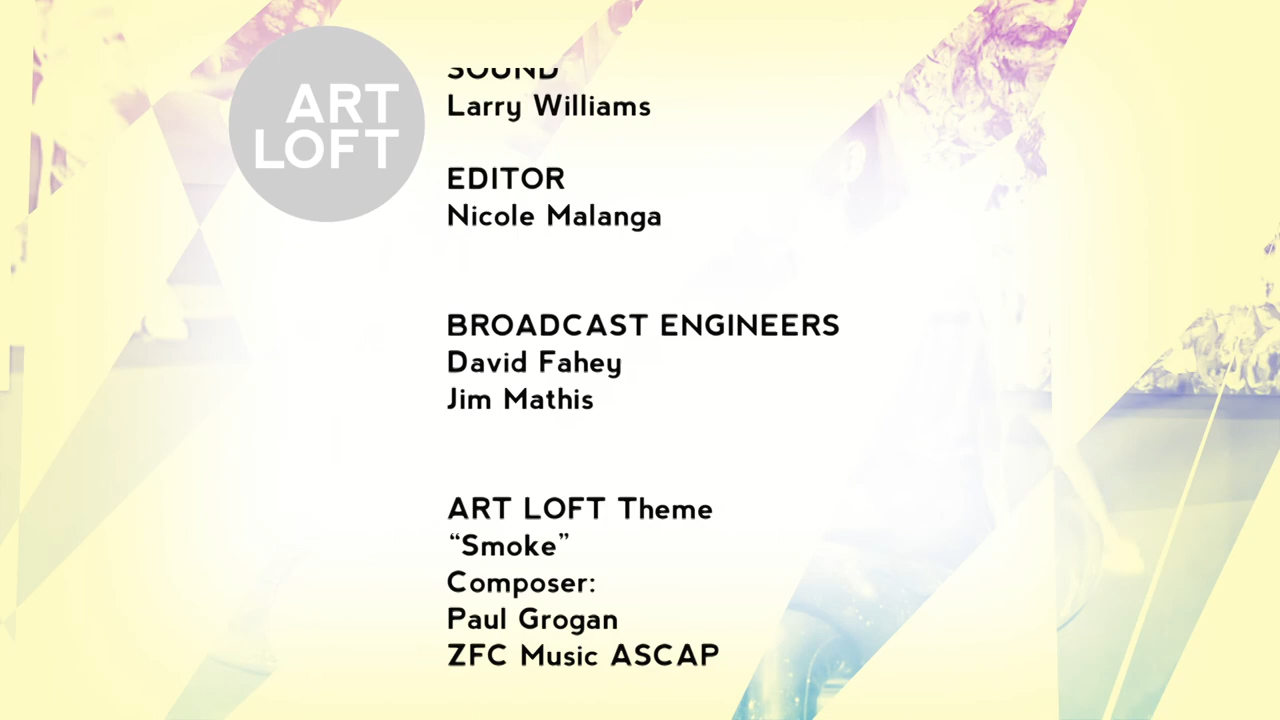 ART
LOFT
SOUND
Larry Williams
EDITOR
Nicole Malanga
BROADCAST ENGINEERS
David Fahey
Jim Mathis
ART LOFT Theme
“Smoke”
Composer:
Paul Grogan
ZFC Music ASCAP